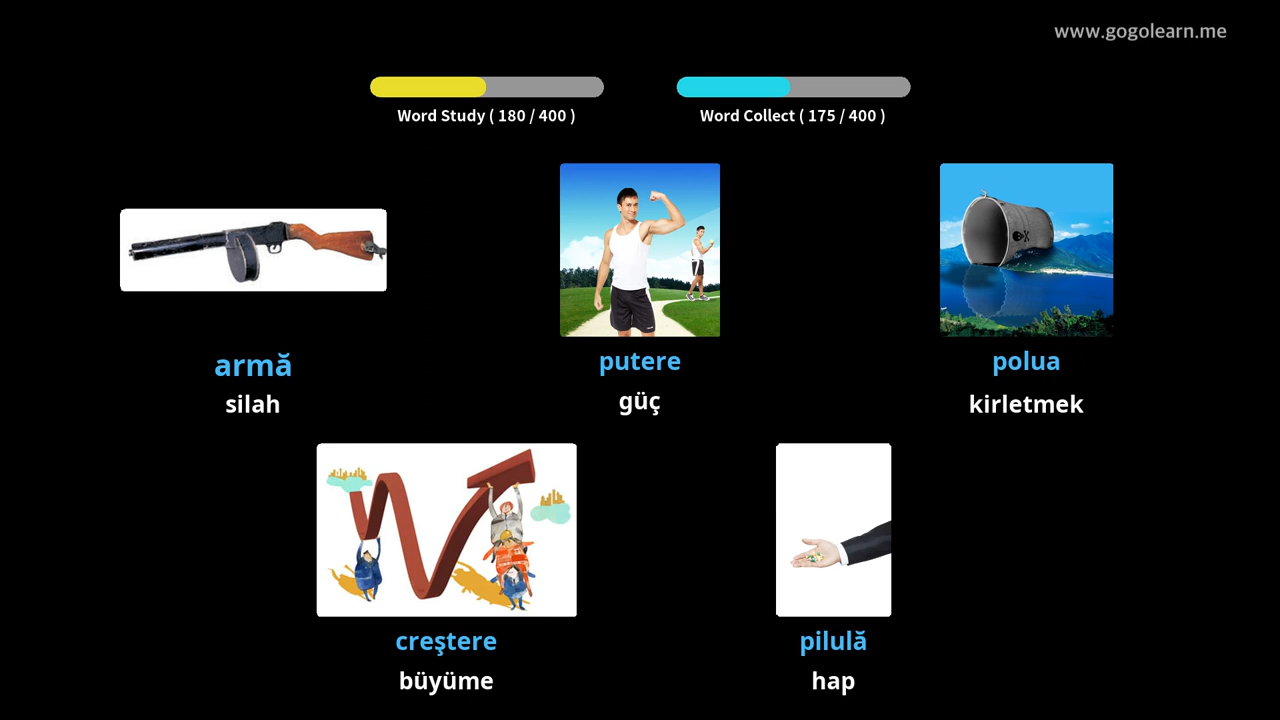 www.gogolearn.me
Word Study ( 180 / 400 )
Word Collect ( 175 / 400 )
armă
silah
putere
güç
polua
kirletmek
creştere
büyüme
pilulă
hap